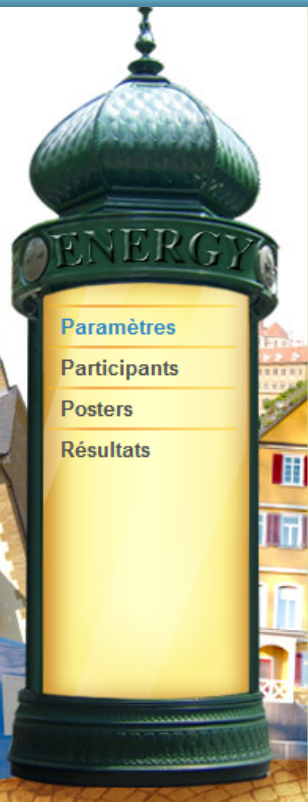 ENERGY
Paramètres
Participants
Posters
Résultats